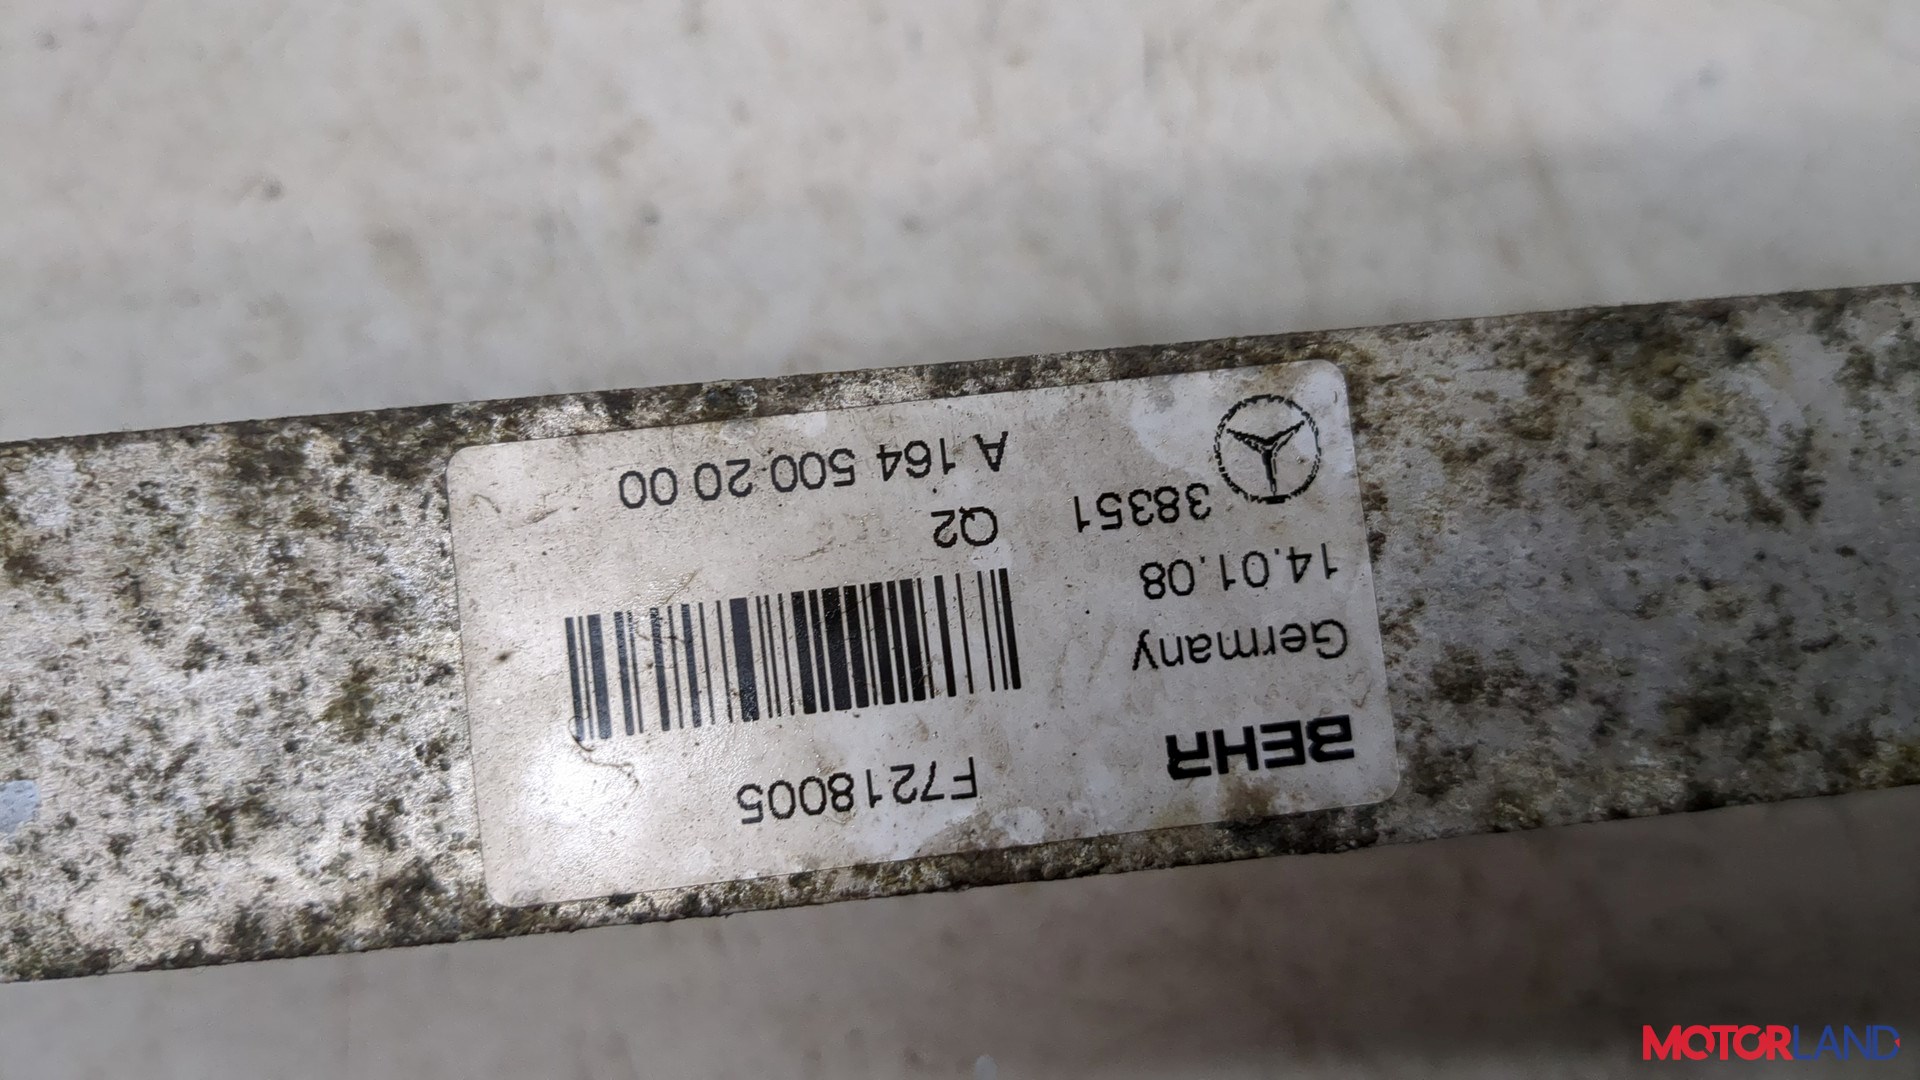 BEHR F7218005
Germany
14.01.08
38351 Q2
A 164 500 20 00
MOTORLAND